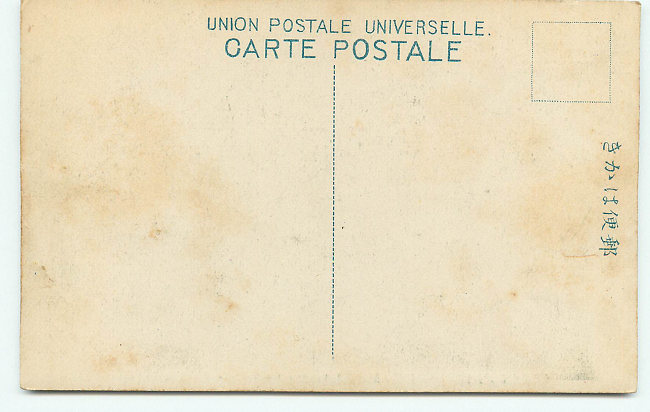 UNION POSTALE UNIVERSELLE.
CARTE POSTALE
郵便はかき